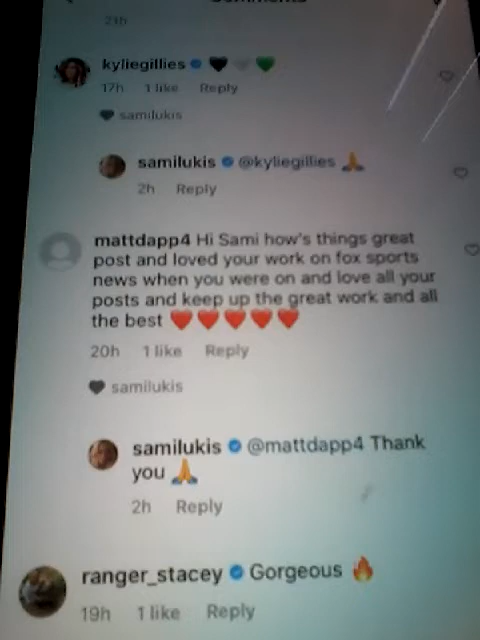 Comments
21h
kyliegillies 🖤🤍💚
17h 1 like Reply
🖤 samilukis
samilukis @kyliegillies 🙏
2h Reply
mattdapp4 Hi Sami how's things great
post and loved your work on fox sports
news when you were on and love all your
posts and keep up the great work and all
the best ❤️❤️❤️❤️❤️
20h 1 like Reply
🖤 samilukis
samilukis @mattdapp4 Thank
you 🙏
2h Reply
ranger_stacey Gorgeous 🔥
19h 1 like Reply